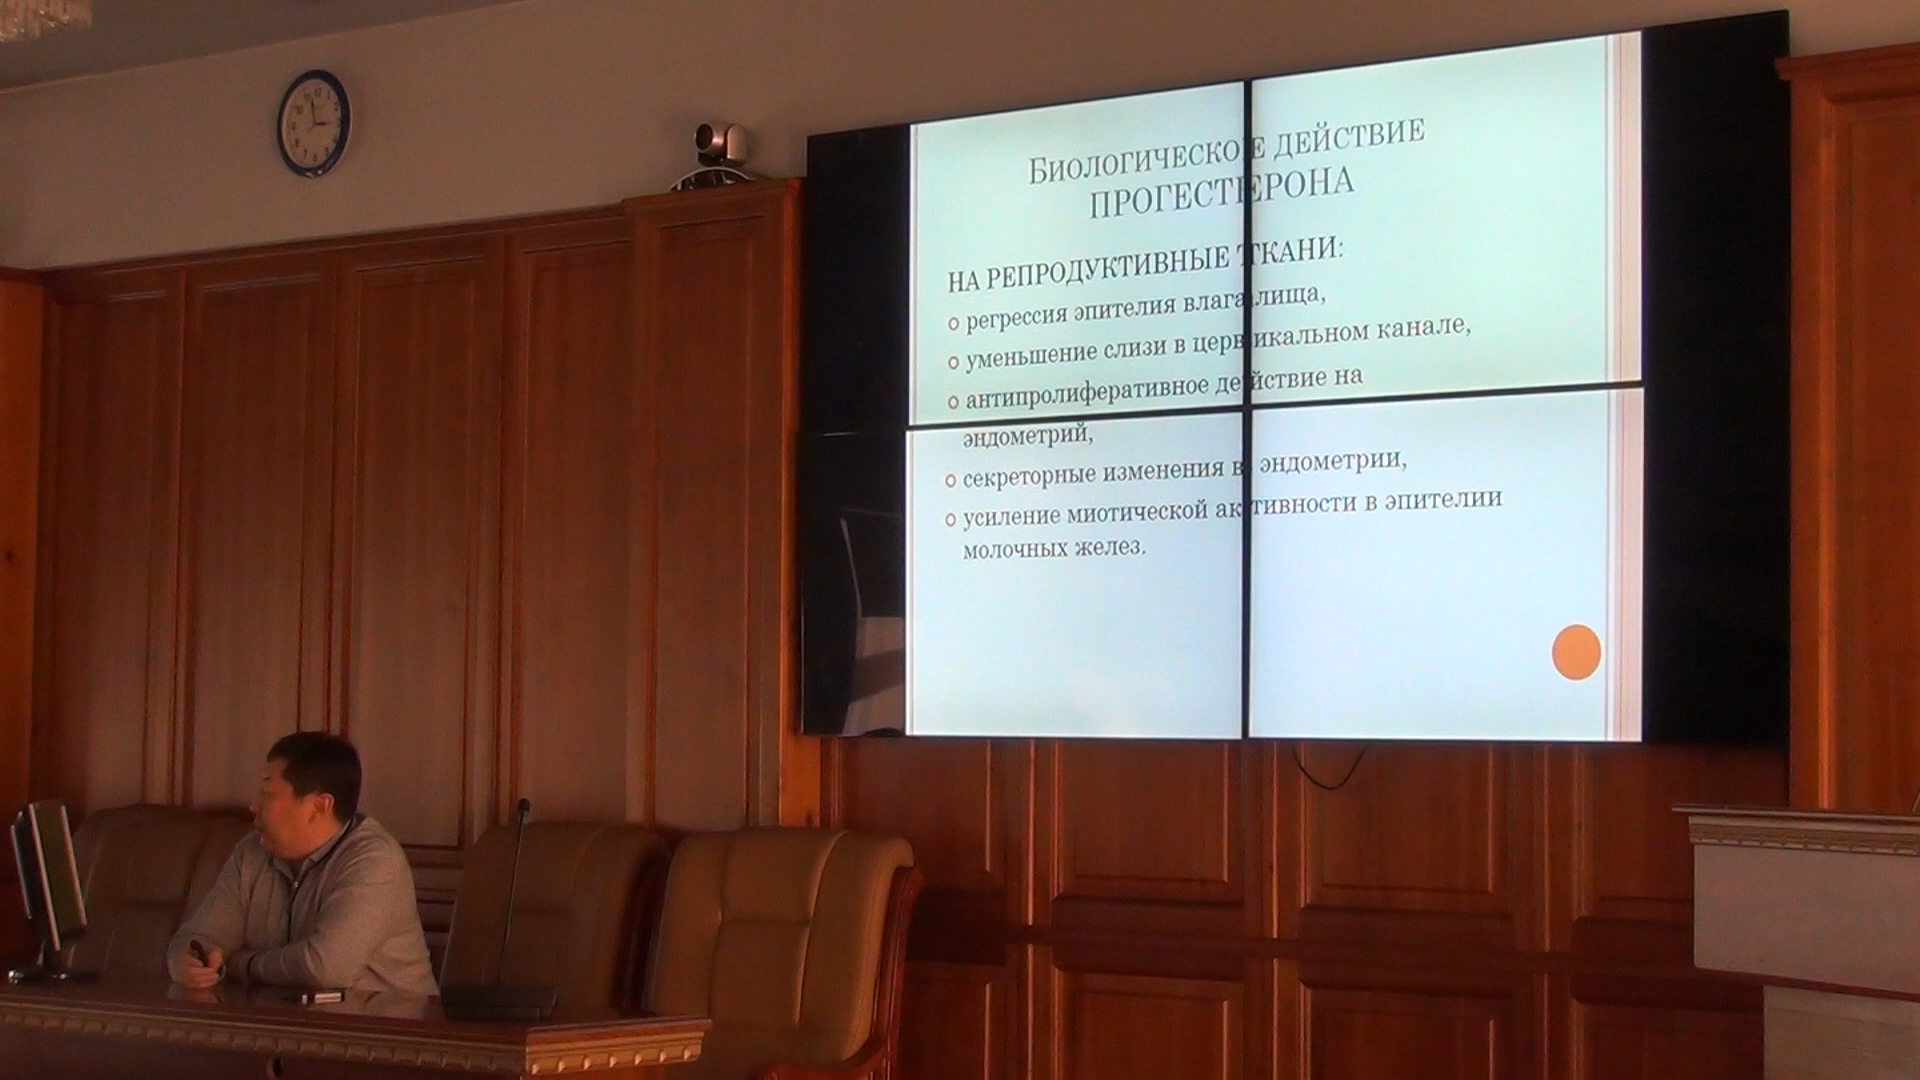 БИОЛОГИЧЕСКОЕ ДЕЙСТВИЕ
ПРОГЕСТЕРОНА
НА РЕПРОДУКТИВНЫЕ ТКАНИ:
регрессия эпителия влагалища,
уменьшение слизи в цервикальном канале,
антипролиферативное действие на
эндометрий,
секреторные изменения в эндометрии,
усиление миотической активности в эпителии
молочных желез.